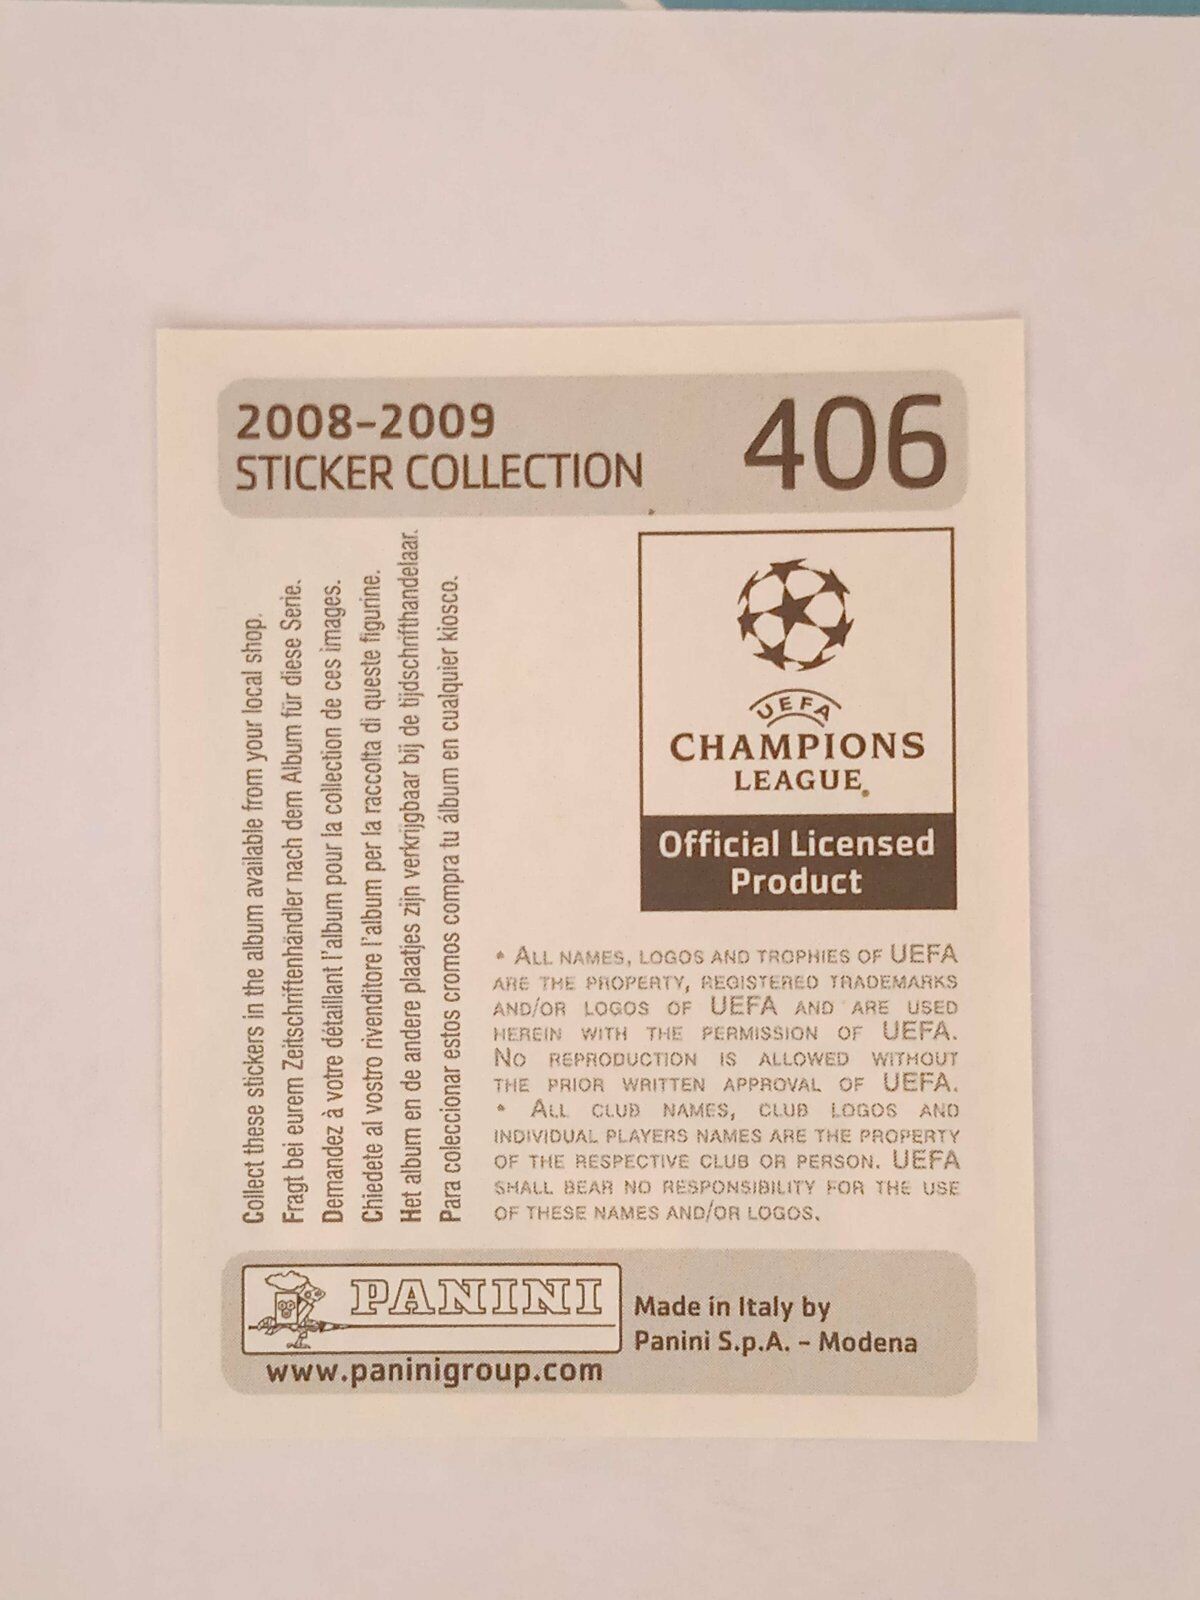 2008-2009
STICKER COLLECTION
406
Collect these stickers in the album available from your local shop.
Fragt bei eurem Zeitschriftenhändler nach dem Album für diese Serie.
Demandez à votre détaillant l'album pour la collection de ces images.
Chiedete al vostro rivenditore l'album per la raccolta di queste figurine.
Het album en de andere plaatjes zijn verkrijgbaar bij de tijdschrifthandelaar.
Para coleccionar estos cromos compra tu álbum en cualquier kiosco.
UEFA
CHAMPIONS
LEAGUE®
Official Licensed
Product
* ALL NAMES, LOGOS AND TROPHIES OF UEFA
ARE THE PROPERTY, REGISTERED TRADEMARKS
AND/OR LOGOS OF UEFA AND ARE USED
HEREIN WITH THE PERMISSION OF UEFA.
NO REPRODUCTION IS ALLOWED WITHOUT
THE PRIOR WRITTEN APPROVAL OF UEFA.
* ALL CLUB NAMES, CLUB LOGOS AND
INDIVIDUAL PLAYERS NAMES ARE THE PROPERTY
OF THE RESPECTIVE CLUB OR PERSON. UEFA
SHALL BEAR NO RESPONSIBILITY FOR THE USE
OF THESE NAMES AND/OR LOGOS.
PANINI
www.paninigroup.com
Made in Italy by
Panini S.p.A. - Modena